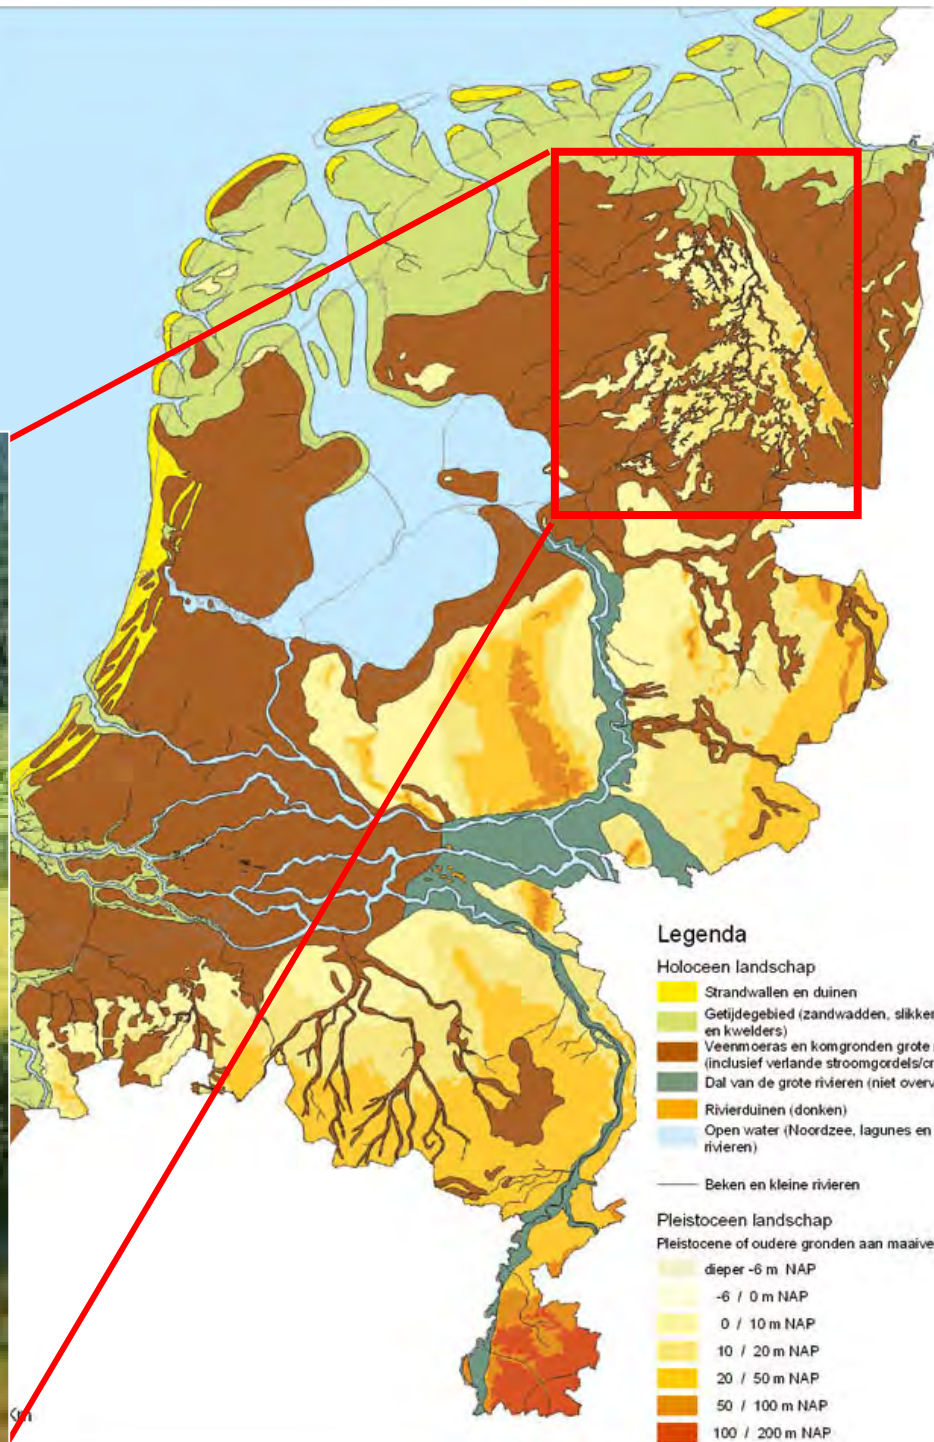 Legenda
Holoceen landschap
Strandwallen en duinen
Getijdegebied (zandwadden, slikken
en kwelders)
Veenmoeras en komgronden grote
(inclusief verlande stroomgordels/cr
Dal van de grote rivieren (niet overv
Rivierduinen (donken)
Open water (Noordzee, lagunes en
rivieren)
Beken en kleine rivieren
Pleistoceen landschap
Pleistocene of oudere gronden aan maaive
dieper -6 m NAP
-6 / 0 m NAP
0 / 10 m NAP
10 / 20 m NAP
20 / 50 m NAP
50 / 100 m NAP
100 / 200 m NAP
Km